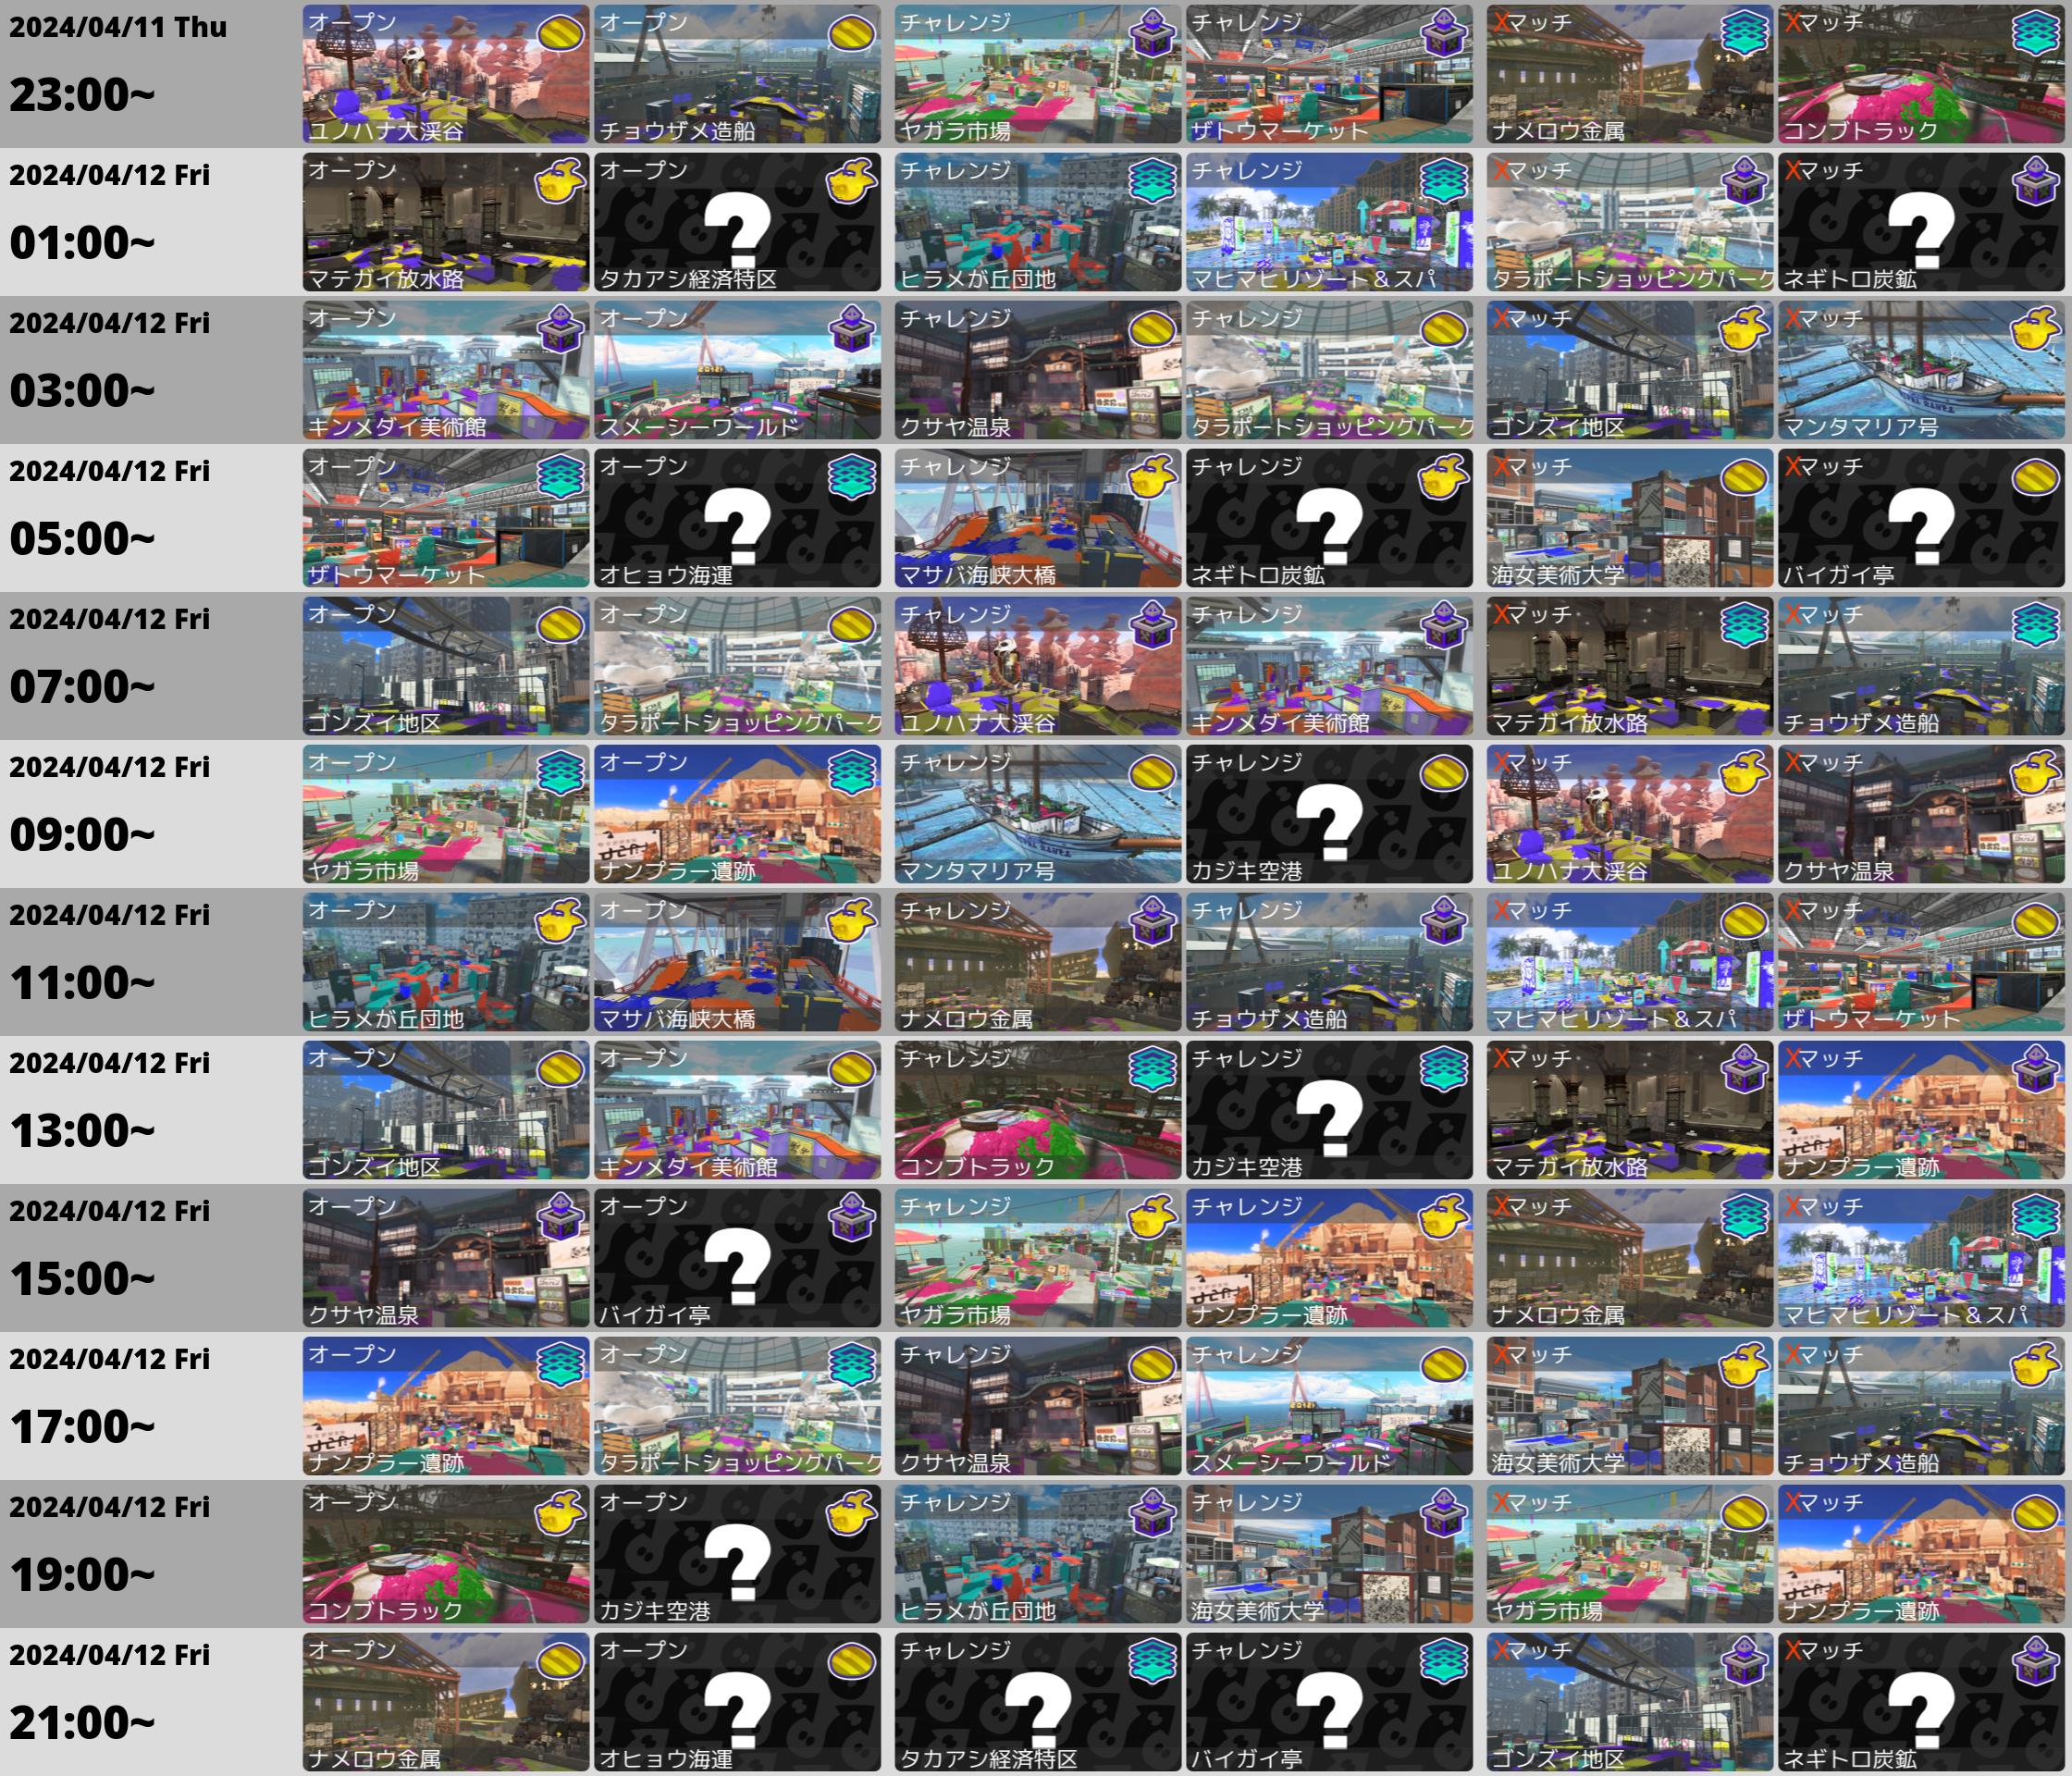 2024/04/11 Thu
23:00~
オープン
ユノハナ大渓谷
オープン
チョウザメ造船
チャレンジ
ヤガラ市場
チャレンジ
ザトウマーケット
Xマッチ
ナメロウ金属
Xマッチ
コンブトラック
2024/04/12 Fri
01:00~
オープン
マテガイ放水路
オープン
タカアシ経済特区
チャレンジ
ヒラメが丘団地
チャレンジ
マヒマヒリゾート＆スパ
Xマッチ
タラポートショッピングパーク
Xマッチ
ネギトロ炭鉱
2024/04/12 Fri
03:00~
オープン
キンメダイ美術館
オープン
スメーシーワールド
チャレンジ
クサヤ温泉
チャレンジ
タラポートショッピングパーク
Xマッチ
ゴンズイ地区
Xマッチ
マンタマリア号
2024/04/12 Fri
05:00~
オープン
ザトウマーケット
オープン
オヒョウ海運
チャレンジ
マサバ海峡大橋
チャレンジ
ネギトロ炭鉱
Xマッチ
海女美術大学
Xマッチ
バイガイ亭
2024/04/12 Fri
07:00~
オープン
ゴンズイ地区
オープン
タラポートショッピングパーク
チャレンジ
ユノハナ大渓谷
チャレンジ
キンメダイ美術館
Xマッチ
マテガイ放水路
Xマッチ
チョウザメ造船
2024/04/12 Fri
09:00~
オープン
ヤガラ市場
オープン
ナンプラー遺跡
チャレンジ
マンタマリア号
チャレンジ
カジキ空港
Xマッチ
ユノハナ大渓谷
Xマッチ
クサヤ温泉
2024/04/12 Fri
11:00~
オープン
ヒラメが丘団地
オープン
マサバ海峡大橋
チャレンジ
ナメロウ金属
チャレンジ
チョウザメ造船
Xマッチ
マヒマヒリゾート＆スパ
Xマッチ
ザトウマーケット
2024/04/12 Fri
13:00~
オープン
ゴンズイ地区
オープン
キンメダイ美術館
チャレンジ
コンブトラック
チャレンジ
カジキ空港
Xマッチ
マテガイ放水路
Xマッチ
ナンプラー遺跡
2024/04/12 Fri
15:00~
オープン
クサヤ温泉
オープン
バイガイ亭
チャレンジ
ヤガラ市場
チャレンジ
ナンプラー遺跡
Xマッチ
ナメロウ金属
Xマッチ
マヒマヒリゾート＆スパ
2024/04/12 Fri
17:00~
オープン
ナンプラー遺跡
オープン
タラポートショッピングパーク
チャレンジ
クサヤ温泉
チャレンジ
スメーシーワールド
Xマッチ
海女美術大学
Xマッチ
チョウザメ造船
2024/04/12 Fri
19:00~
オープン
コンブトラック
オープン
カジキ空港
チャレンジ
ヒラメが丘団地
チャレンジ
海女美術大学
Xマッチ
ヤガラ市場
Xマッチ
ナンプラー遺跡
2024/04/12 Fri
21:00~
オープン
ナメロウ金属
オープン
オヒョウ海運
チャレンジ
タカアシ経済特区
チャレンジ
バイガイ亭
Xマッチ
ゴンズイ地区
Xマッチ
ネギトロ炭鉱